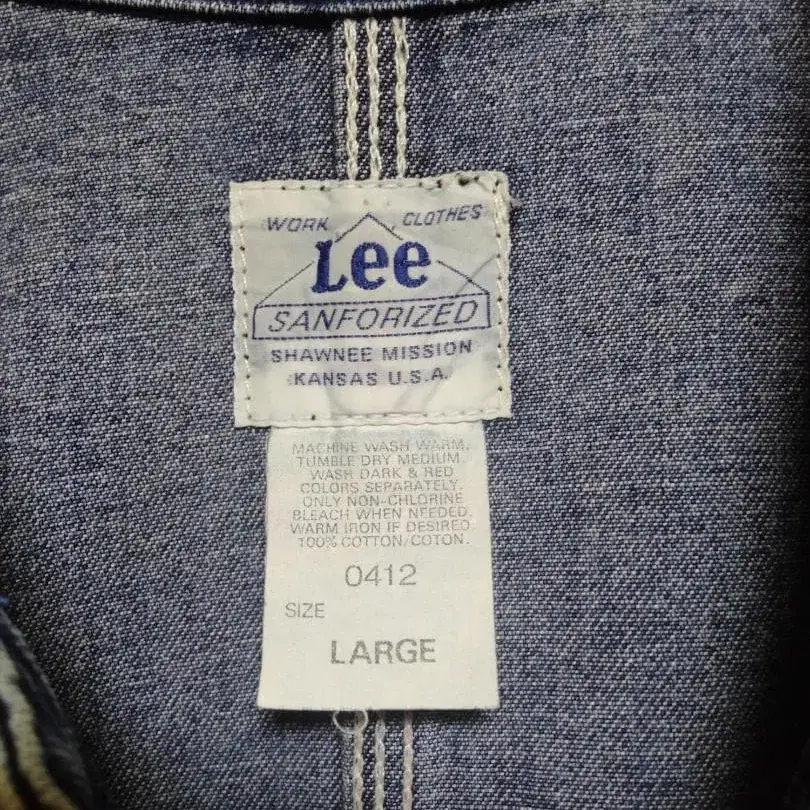 WORK CLOTHES
Lee
SANFORIZED
SHAWNEE MISSION
KANSAS U.S.A.
MACHINE WASH WARM.
TUMBLE DRY MEDIUM.
WASH DARK & RED
COLORS SEPARATELY.
ONLY NON-CHLORINE
BLEACH WHEN NEEDED.
WARM IRON IF DESIRED.
100% COTTON/COTON.
0412
SIZE
LARGE